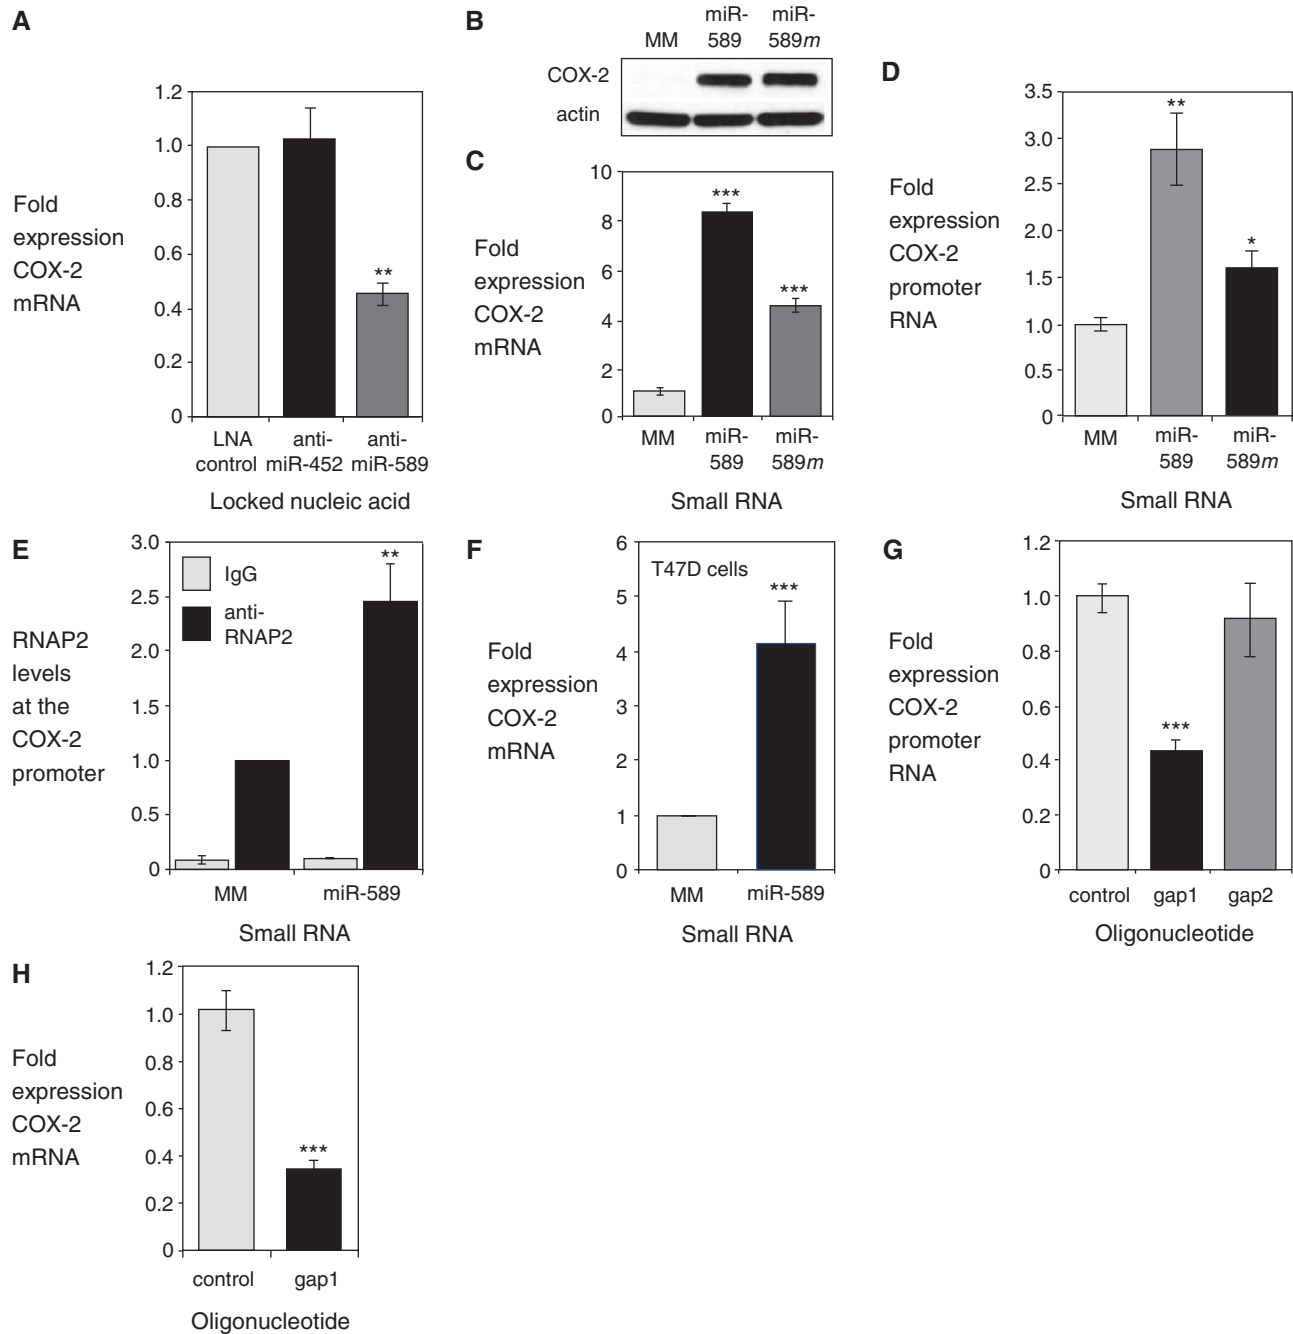 A
1.2
1.0
0.8
0.6
0.4
0.2
0
Fold
expression
COX-2
mRNA
**
LNA
control
anti-
miR-452
anti-
miR-589
Locked nucleic acid
B
MM
miR-
589
miR-
589m
COX-2
actin
C
10
8
6
4
2
0
Fold
expression
COX-2
mRNA
***
***
MM
miR-
589
miR-
589m
Small RNA
D
3.5
3.0
2.5
2.0
1.5
1.0
0.5
0
Fold
expression
COX-2
promoter
RNA
**
*
MM
miR-
589
miR-
589m
Small RNA
E
3.0
2.5
2.0
1.5
1.0
0.5
0
RNAP2
levels
at the
COX-2
promoter
IgG
anti-
RNAP2
**
MM
miR-589
Small RNA
F
6
5
4
3
2
1
0
T47D cells
Fold
expression
COX-2
mRNA
***
MM
miR-589
Small RNA
G
1.2
1.0
0.8
0.6
0.4
0.2
0
Fold
expression
COX-2
promoter
RNA
***
control
gap1
gap2
Oligonucleotide
H
1.2
1.0
0.8
0.6
0.4
0.2
0
Fold
expression
COX-2
mRNA
***
control
gap1
Oligonucleotide